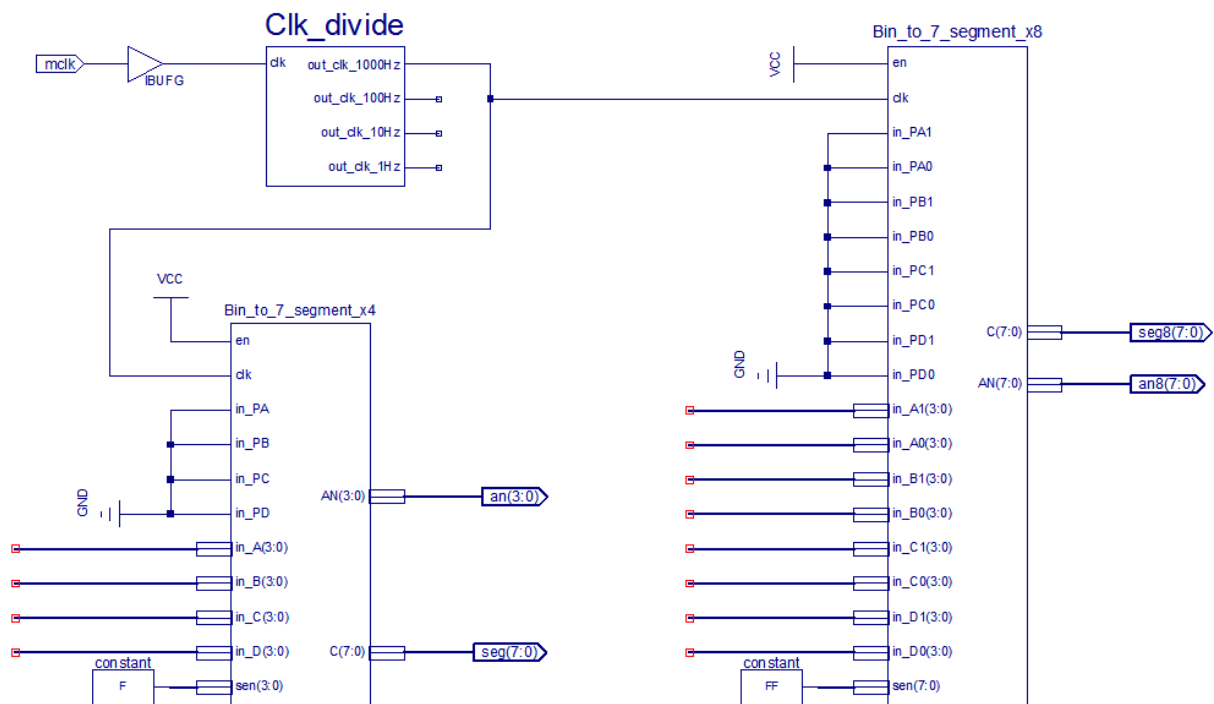 Clk_divide
mclk
IBUFG
clk
out_clk_1000Hz
out_clk_100Hz
out_clk_10Hz
out_clk_1Hz
Bin_to_7_segment_x8
VCC
en
clk
in_PA1
in_PA0
in_PB1
in_PB0
in_PC1
in_PC0
in_PD1
in_PD0
GND
in_A1(3:0)
in_A0(3:0)
in_B1(3:0)
in_B0(3:0)
in_C1(3:0)
in_C0(3:0)
in_D1(3:0)
in_D0(3:0)
constant
FF
sen(7:0)
C(7:0)
seg8(7:0)
AN(7:0)
an8(7:0)
VCC
Bin_to_7_segment_x4
en
clk
in_PA
in_PB
in_PC
in_PD
GND
in_A(3:0)
in_B(3:0)
in_C(3:0)
in_D(3:0)
constant
F
sen(3:0)
AN(3:0)
an(3:0)
C(7:0)
seg(7:0)